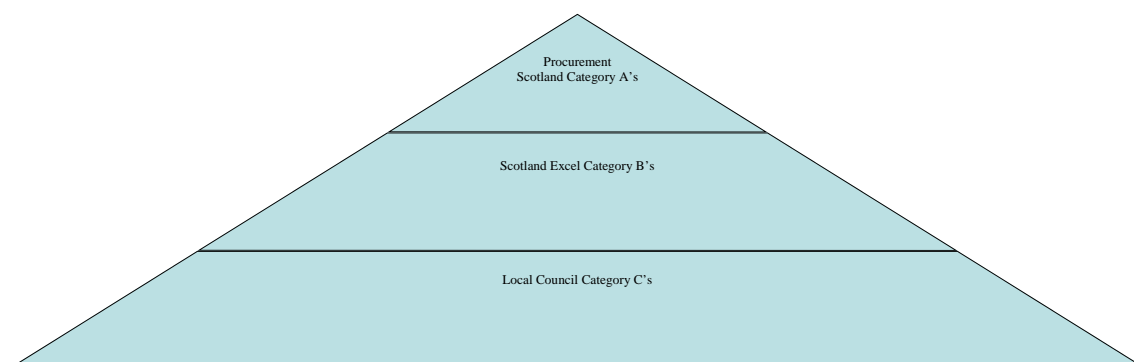 Procurement
Scotland Category A’s
Scotland Excel Category B’s
Local Council Category C’s